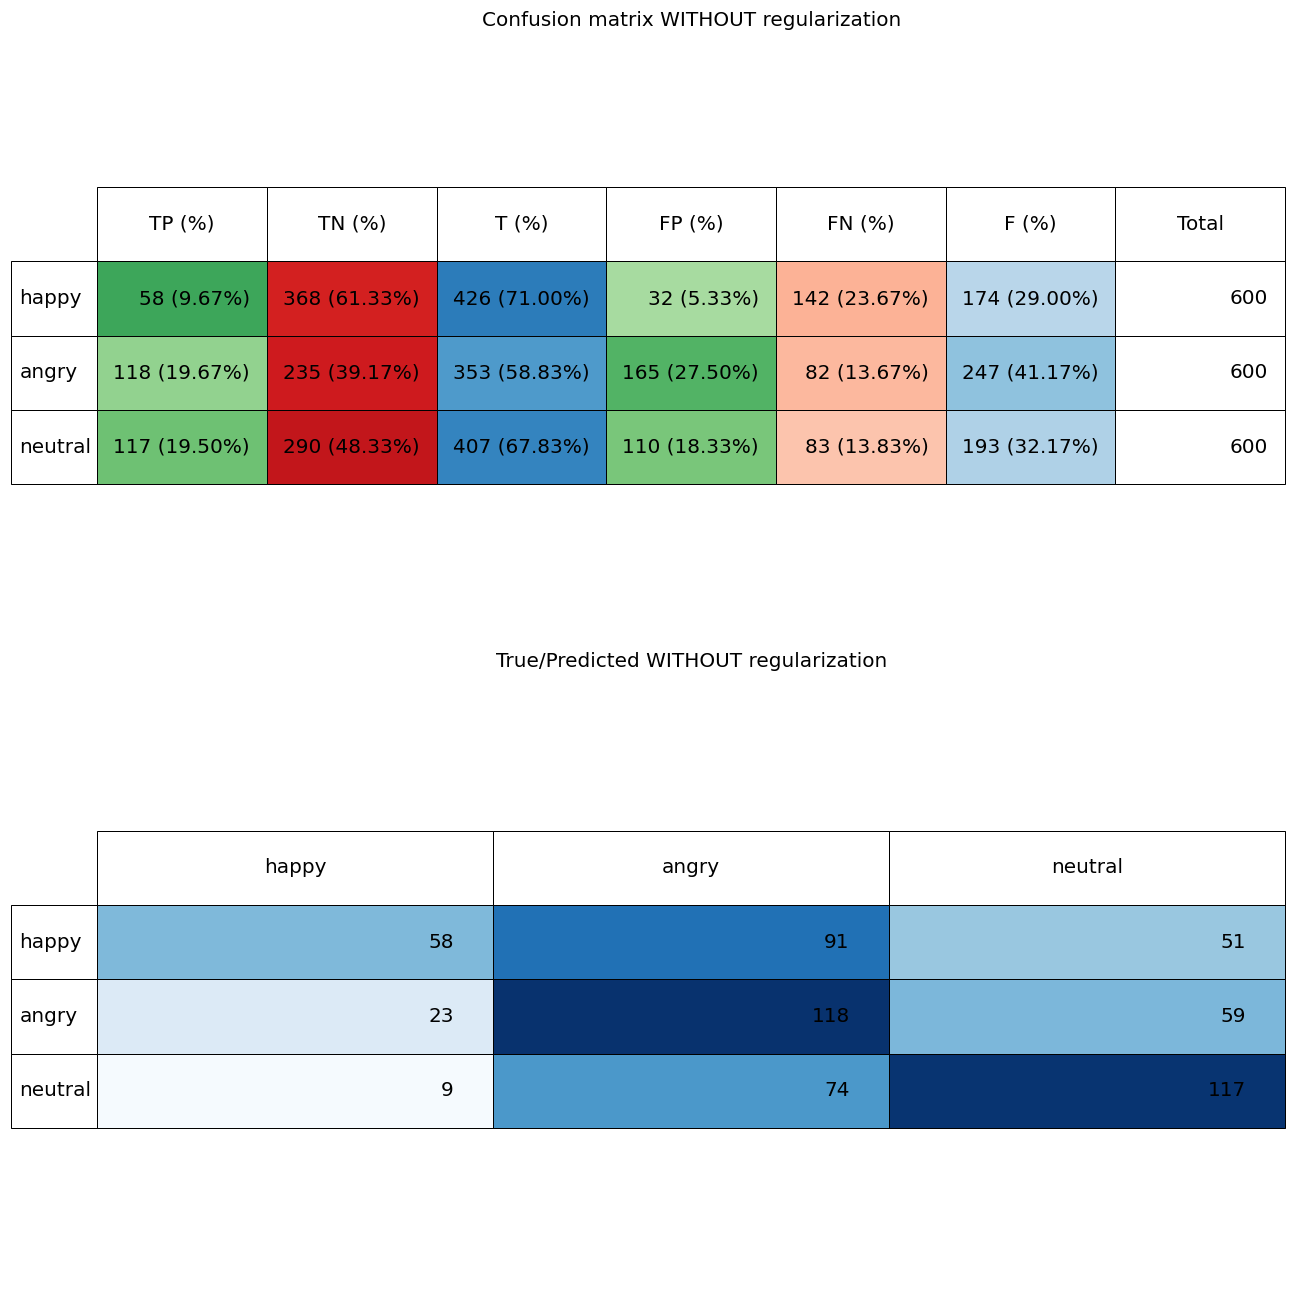 Confusion matrix WITHOUT regularization
TP (%) TN (%) T (%) FP (%) FN (%) F (%) Total
happy 58 (9.67%) 368 (61.33%) 426 (71.00%) 32 (5.33%) 142 (23.67%) 174 (29.00%) 600
angry 118 (19.67%) 235 (39.17%) 353 (58.83%) 165 (27.50%) 82 (13.67%) 247 (41.17%) 600
neutral 117 (19.50%) 290 (48.33%) 407 (67.83%) 110 (18.33%) 83 (13.83%) 193 (32.17%) 600
True/Predicted WITHOUT regularization
happy angry neutral
happy 58 91 51
angry 23 118 59
neutral 9 74 117